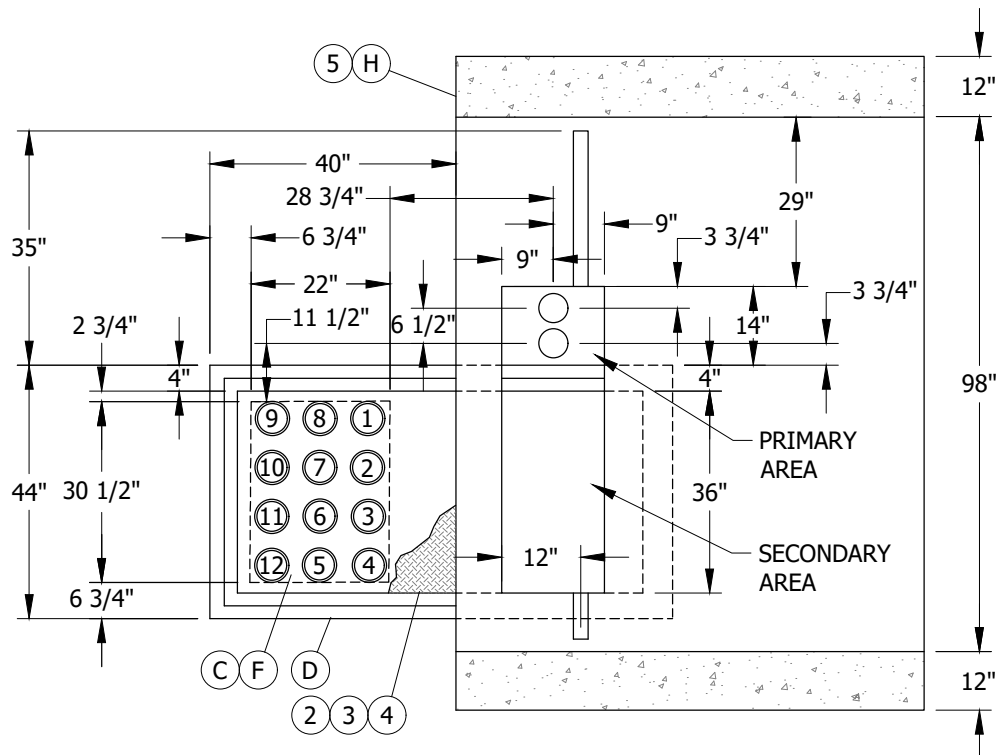 5 H
12"
40"
28 3/4"
29"
9"
35"
6 3/4"
3 3/4"
9"
22"
3 3/4"
2 3/4"
11 1/2"
6 1/2"
14"
4"
4"
98"
9 8 1
PRIMARY
AREA
10 7 2
44"
30 1/2"
36"
11 6 3
12"
SECONDARY
AREA
12 5 4
6 3/4"
C F D
12"
2 3 4